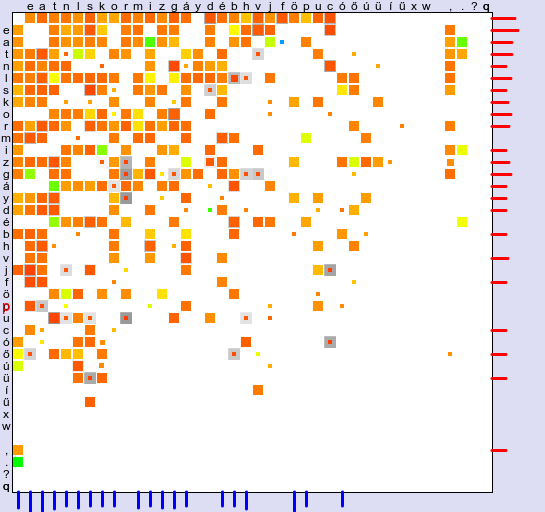 e a t n l s k o r m i z g á y d é b h v j f ö p u c ó ő ú ü í ű x w , . ? q
e
a
t
n
l
s
k
o
r
m
i
z
g
á
y
d
é
b
h
v
j
f
ö
p
u
c
ó
ő
ú
ü
í
ű
x
w
,
.
?
q